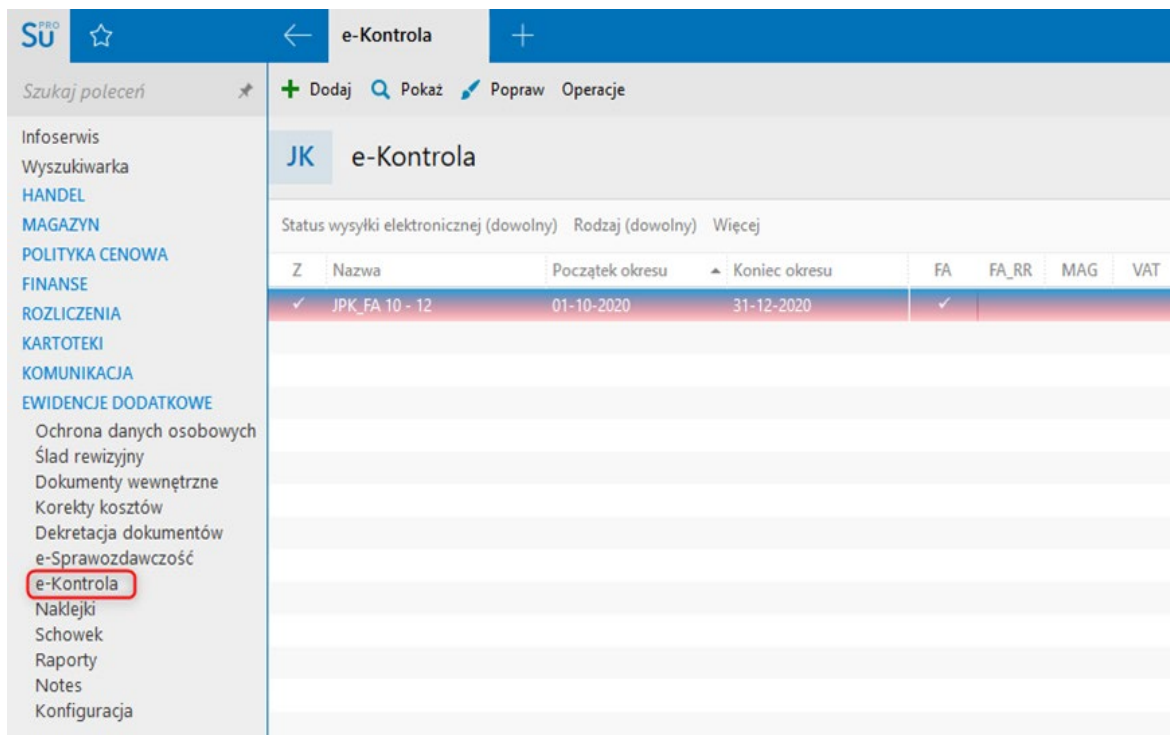 PRO
Su
e-Kontrola
Szukaj poleceń
Dodaj Pokaż Popraw Operacje
Infoserwis
Wyszukiwarka
HANDEL
MAGAZYN
POLITYKA CENOWA
FINANSE
ROZLICZENIA
KARTOTEKI
KOMUNIKACJA
EWIDENCJE DODATKOWE
Ochrona danych osobowych
Ślad rewizyjny
Dokumenty wewnętrzne
Korekty kosztów
Dekretacja dokumentów
e-Sprawozdawczość
e-Kontrola
Naklejki
Schowek
Raporty
Notes
Konfiguracja
JK e-Kontrola
Status wysyłki elektronicznej (dowolny) Rodzaj (dowolny) Więcej
Z Nazwa Początek okresu Koniec okresu FA FA_RR MAG VAT
JPK_FA 10 - 12 01-10-2020 31-12-2020